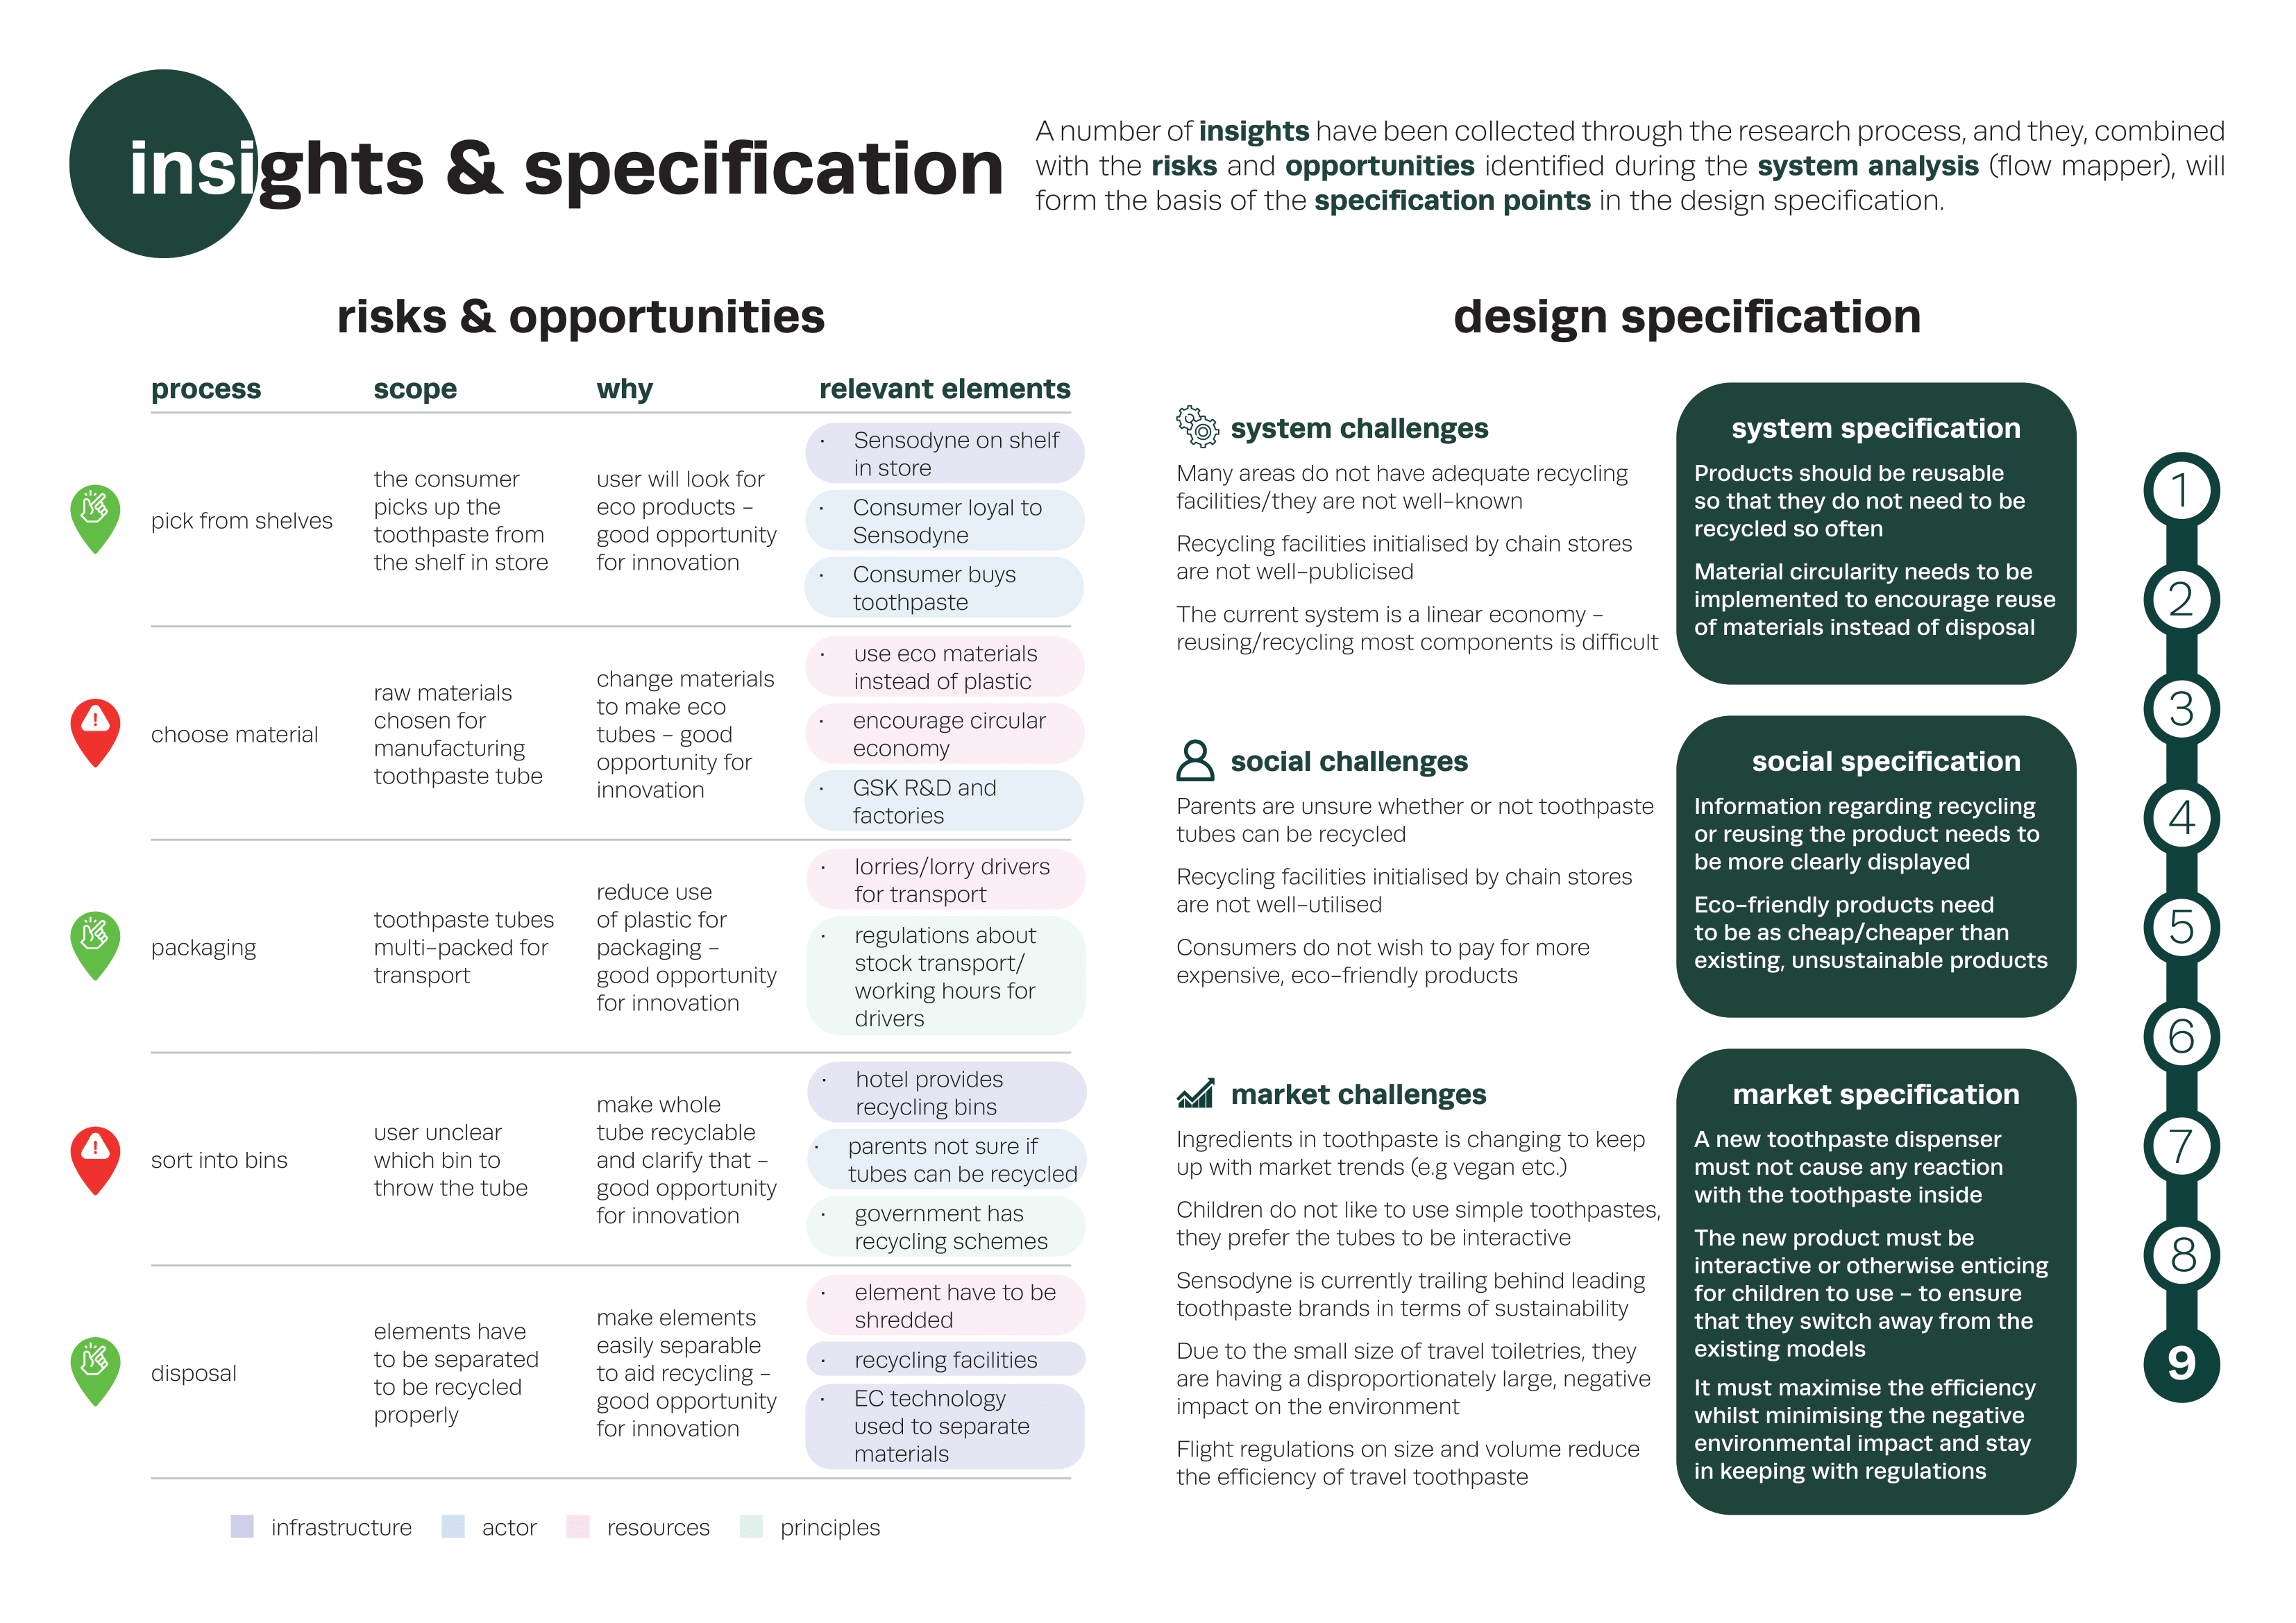 insights & specification
A number of insights have been collected through the research process, and they, combined
with the risks and opportunities identified during the system analysis (flow mapper), will
form the basis of the specification points in the design specification.
risks & opportunities
process
scope
why
relevant elements
pick from shelves
the consumer
picks up the
toothpaste from
the shelf in store
user will look for
eco products –
good opportunity
for innovation
· Sensodyne on shelf
in store
· Consumer loyal to
Sensodyne
· Consumer buys
toothpaste
choose material
raw materials
chosen for
manufacturing
toothpaste tube
change materials
to make eco
tubes – good
opportunity for
innovation
· use eco materials
instead of plastic
· encourage circular
economy
· GSK R&D and
factories
packaging
toothpaste tubes
multi-packed for
transport
reduce use
of plastic for
packaging –
good opportunity
for innovation
· lorries/lorry drivers
for transport
· regulations about
stock transport/
working hours for
drivers
sort into bins
user unclear
which bin to
throw the tube
make whole
tube recyclable
and clarify that –
good opportunity
for innovation
· hotel provides
recycling bins
· parents not sure if
tubes can be recycled
· government has
recycling schemes
disposal
elements have
to be separated
to be recycled
properly
make elements
easily separable
to aid recycling –
good opportunity
for innovation
· element have to be
shredded
· recycling facilities
· EC technology
used to separate
materials
infrastructure
actor
resources
principles
design specification
system challenges
Many areas do not have adequate recycling
facilities/they are not well-known
Recycling facilities initialised by chain stores
are not well-publicised
The current system is a linear economy –
reusing/recycling most components is difficult
system specification
Products should be reusable
so that they do not need to be
recycled so often
Material circularity needs to be
implemented to encourage reuse
of materials instead of disposal
social challenges
Parents are unsure whether or not toothpaste
tubes can be recycled
Recycling facilities initialised by chain stores
are not well-utilised
Consumers do not wish to pay for more
expensive, eco-friendly products
social specification
Information regarding recycling
or reusing the product needs to
be more clearly displayed
Eco-friendly products need
to be as cheap/cheaper than
existing, unsustainable products
market challenges
Ingredients in toothpaste is changing to keep
up with market trends (e.g vegan etc.)
Children do not like to use simple toothpastes,
they prefer the tubes to be interactive
Sensodyne is currently trailing behind leading
toothpaste brands in terms of sustainability
Due to the small size of travel toiletries, they
are having a disproportionately large, negative
impact on the environment
Flight regulations on size and volume reduce
the efficiency of travel toothpaste
market specification
A new toothpaste dispenser
must not cause any reaction
with the toothpaste inside
The new product must be
interactive or otherwise enticing
for children to use – to ensure
that they switch away from the
existing models
It must maximise the efficiency
whilst minimising the negative
environmental impact and stay
in keeping with regulations
1
2
3
4
5
6
7
8
9